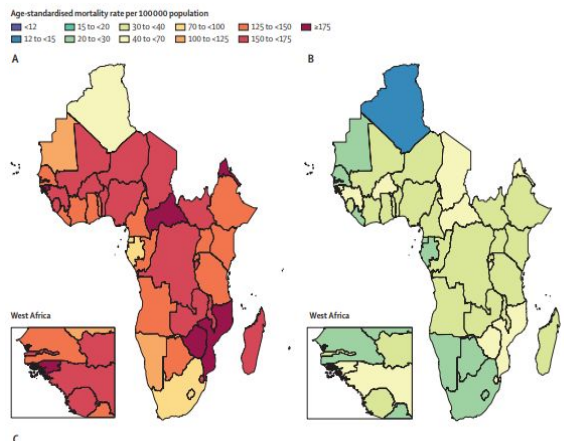 Age-standardised mortality rate per 100 000 population
<12 15 to <20 30 to <40 70 to <100 125 to <150 ≥175
12 to <15 20 to <30 40 to <70 100 to <125 150 to <175
A B
West Africa West Africa
C